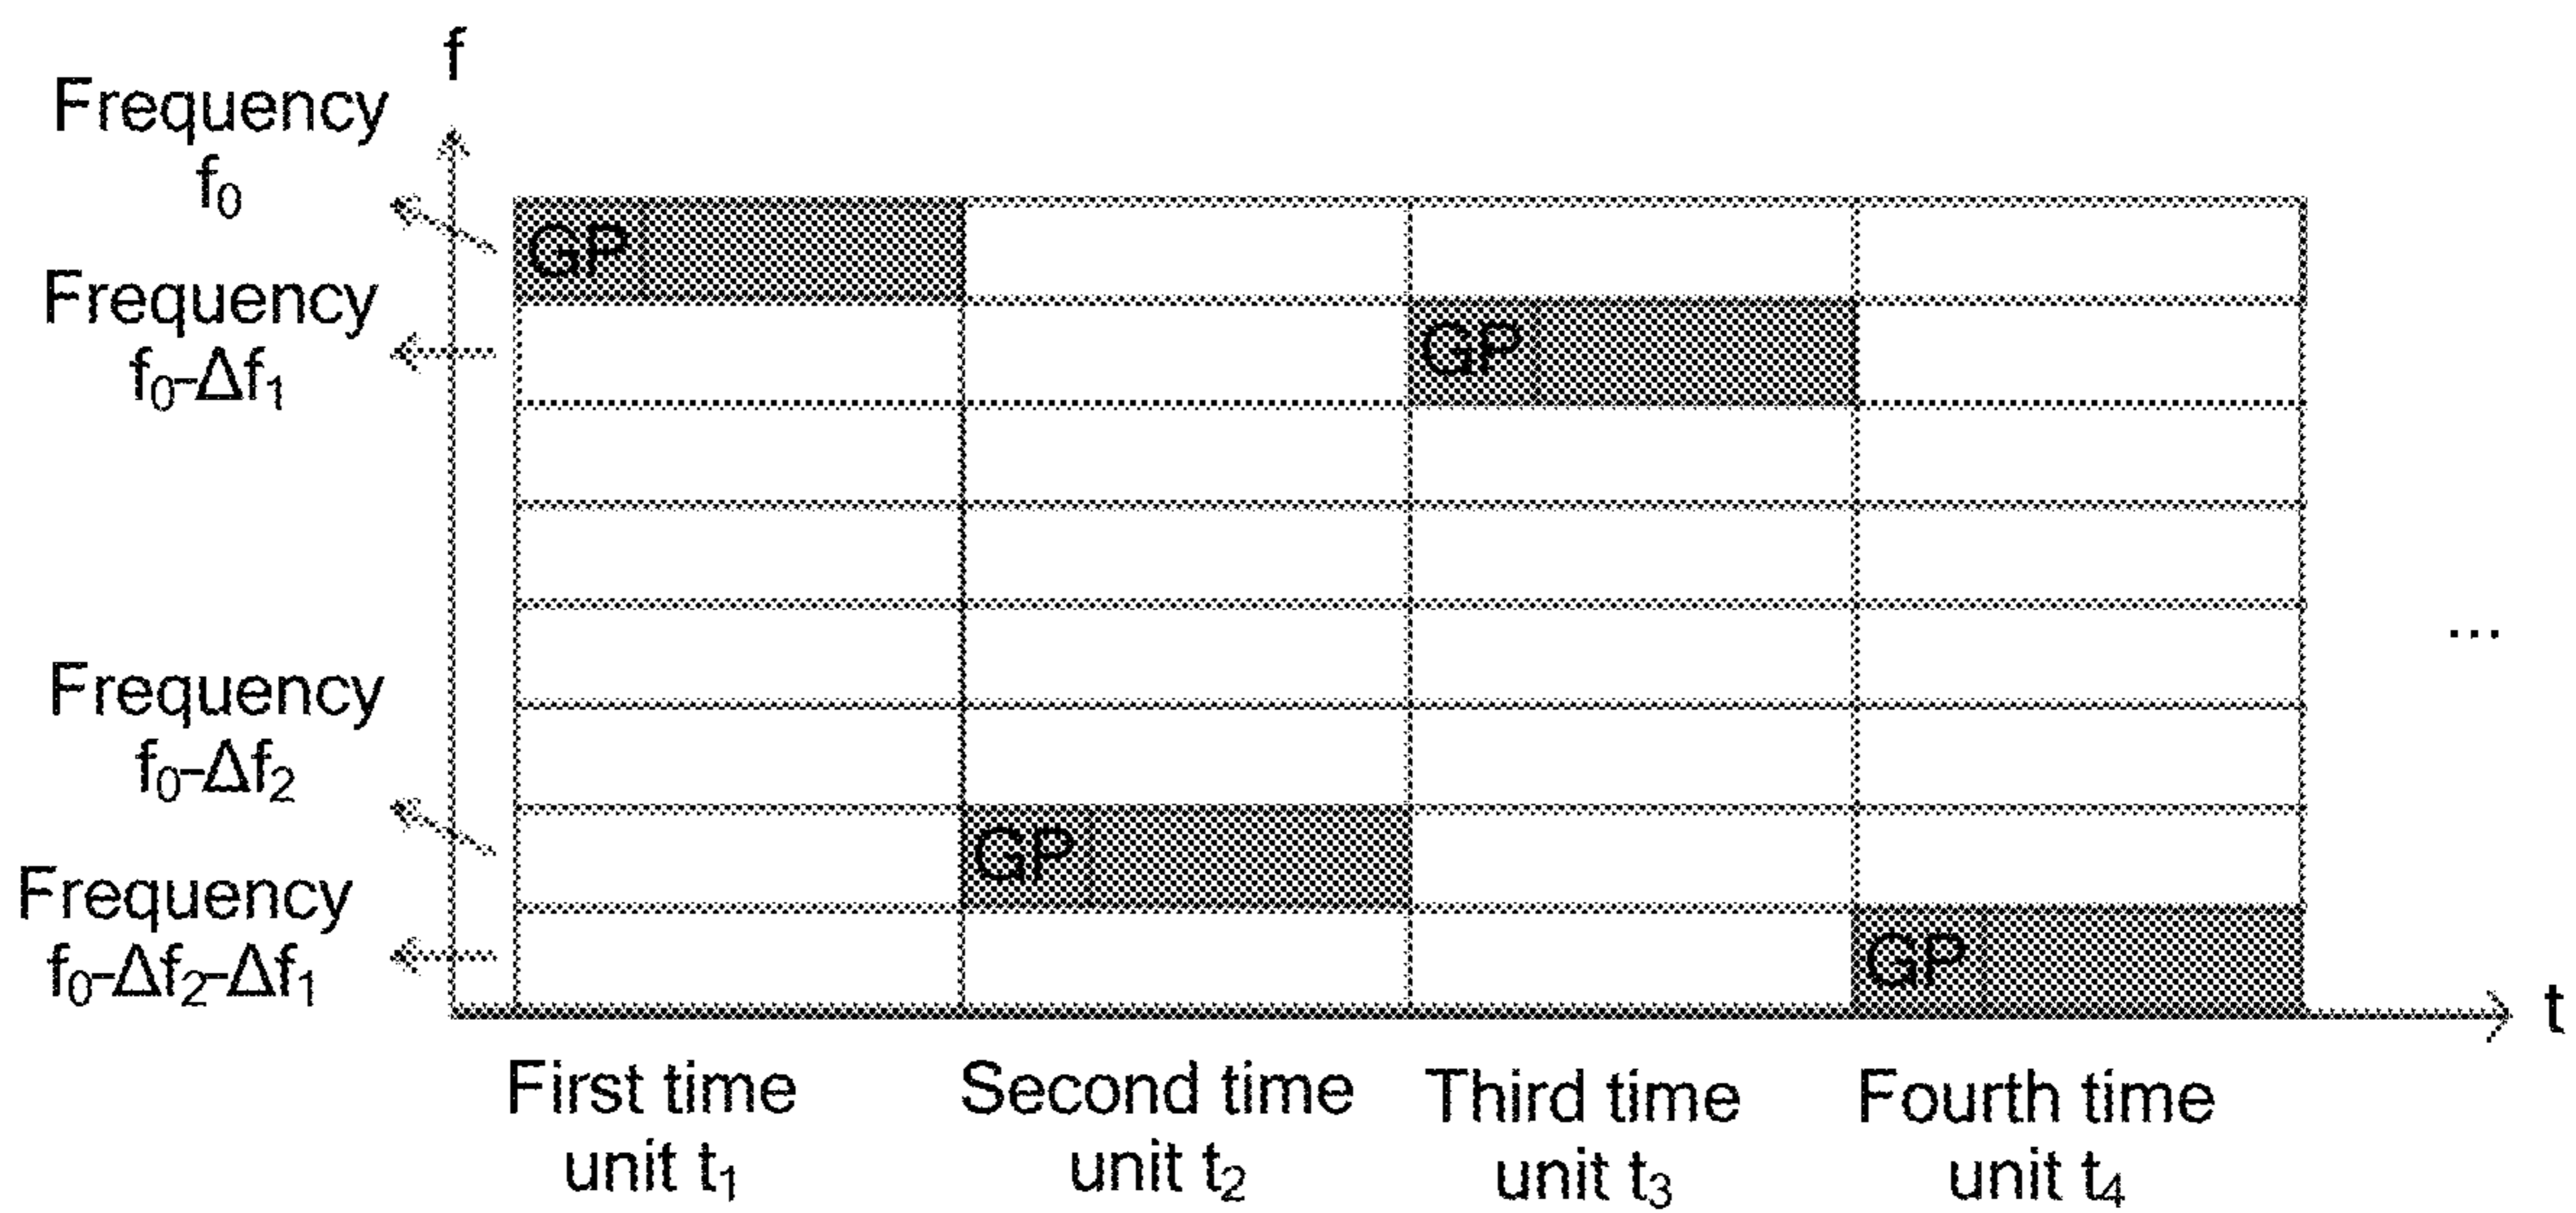 f
Frequency
f₀
GP
Frequency
f₀-Δf₁
GP
...
Frequency
f₀-Δf₂
GP
Frequency
f₀-Δf₂-Δf₁
GP
t
First time
unit t₁
Second time
unit t₂
Third time
unit t₃
Fourth time
unit t₄